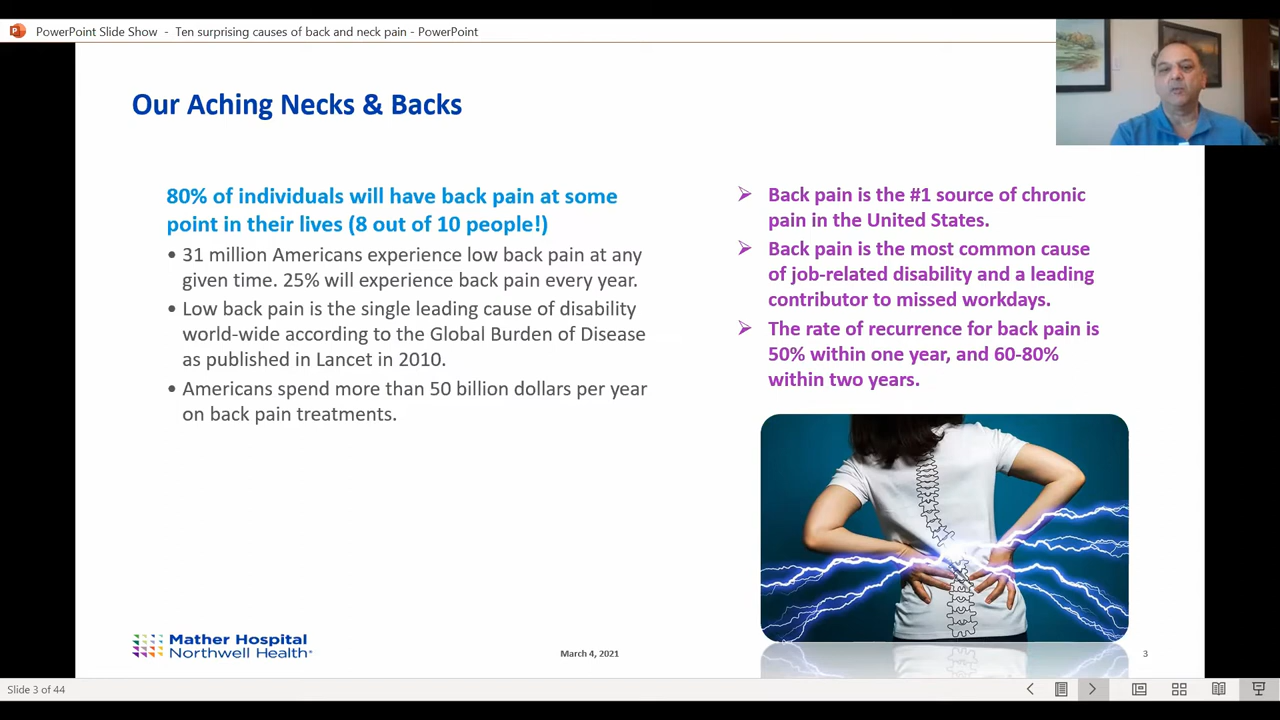 PowerPoint Slide Show - Ten surprising causes of back and neck pain - PowerPoint
Our Aching Necks & Backs
80% of individuals will have back pain at some
point in their lives (8 out of 10 people!)
• 31 million Americans experience low back pain at any
given time. 25% will experience back pain every year.
• Low back pain is the single leading cause of disability
world-wide according to the Global Burden of Disease
as published in Lancet in 2010.
• Americans spend more than 50 billion dollars per year
on back pain treatments.
➢ Back pain is the #1 source of chronic
pain in the United States.
➢ Back pain is the most common cause
of job-related disability and a leading
contributor to missed workdays.
➢ The rate of recurrence for back pain is
50% within one year, and 60-80%
within two years.
Mather Hospital
Northwell Health
March 4, 2021
3
Slide 3 of 44